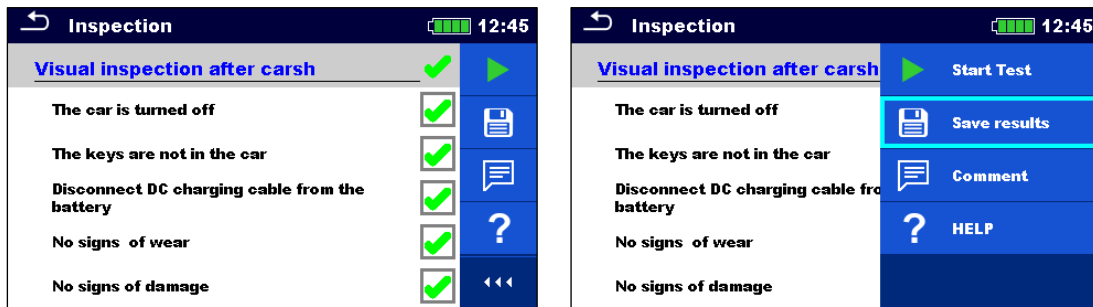 Inspection
12:45
Visual inspection after carsh
The car is turned off
The keys are not in the car
Disconnect DC charging cable from the
battery
No signs of wear
?
No signs of damage
Inspection
12:45
Visual inspection after carsh
Start Test
The car is turned off
Save results
The keys are not in the car
Comment
Disconnect DC charging cable fro
battery
No signs of wear
? HELP
No signs of damage